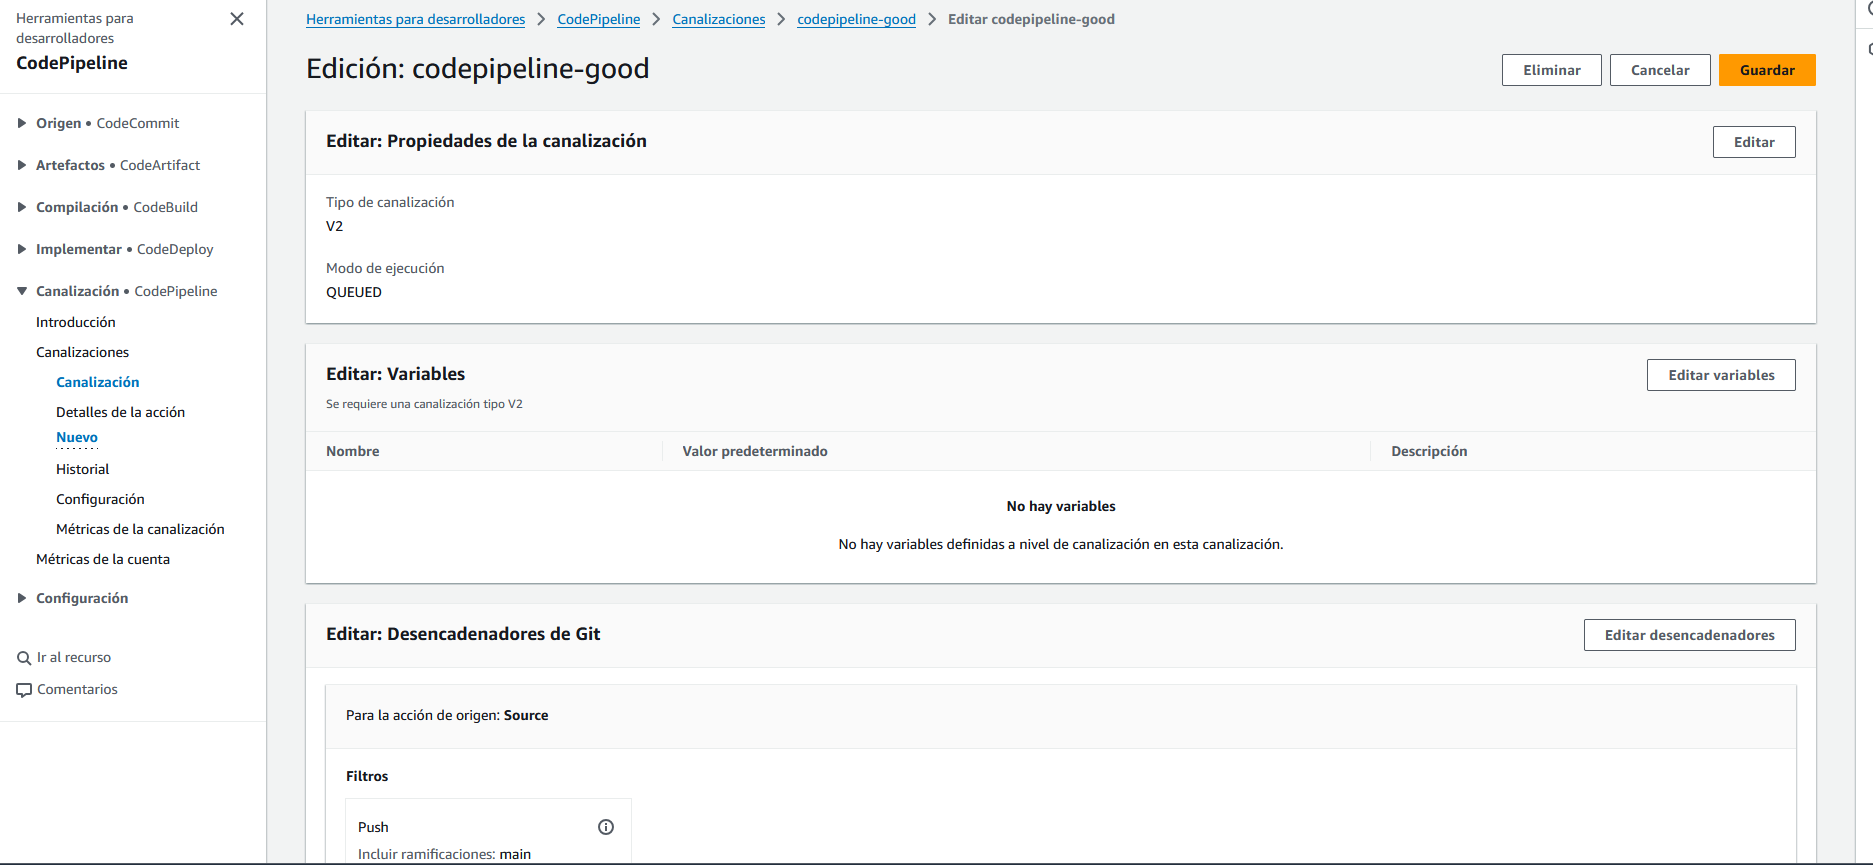 Herramientas para
desarrolladores
CodePipeline
Origen • CodeCommit
Artefactos • CodeArtifact
Compilación • CodeBuild
Implementar • CodeDeploy
Canalización • CodePipeline
Introducción
Canalizaciones
Canalización
Detalles de la acción
Nuevo
Historial
Configuración
Métricas de la canalización
Métricas de la cuenta
Configuración
Ir al recurso
Comentarios
Herramientas para desarrolladores > CodePipeline > Canalizaciones > codepipeline-good > Editar codepipeline-good
Edición: codepipeline-good
Eliminar
Cancelar
Guardar
Editar: Propiedades de la canalización
Editar
Tipo de canalización
V2
Modo de ejecución
QUEUED
Editar: Variables
Editar variables
Se requiere una canalización tipo V2
Nombre
Valor predeterminado
Descripción
No hay variables
No hay variables definidas a nivel de canalización en esta canalización.
Editar: Desencadenadores de Git
Editar desencadenadores
Para la acción de origen: Source
Filtros
Push
Incluir ramificaciones: main